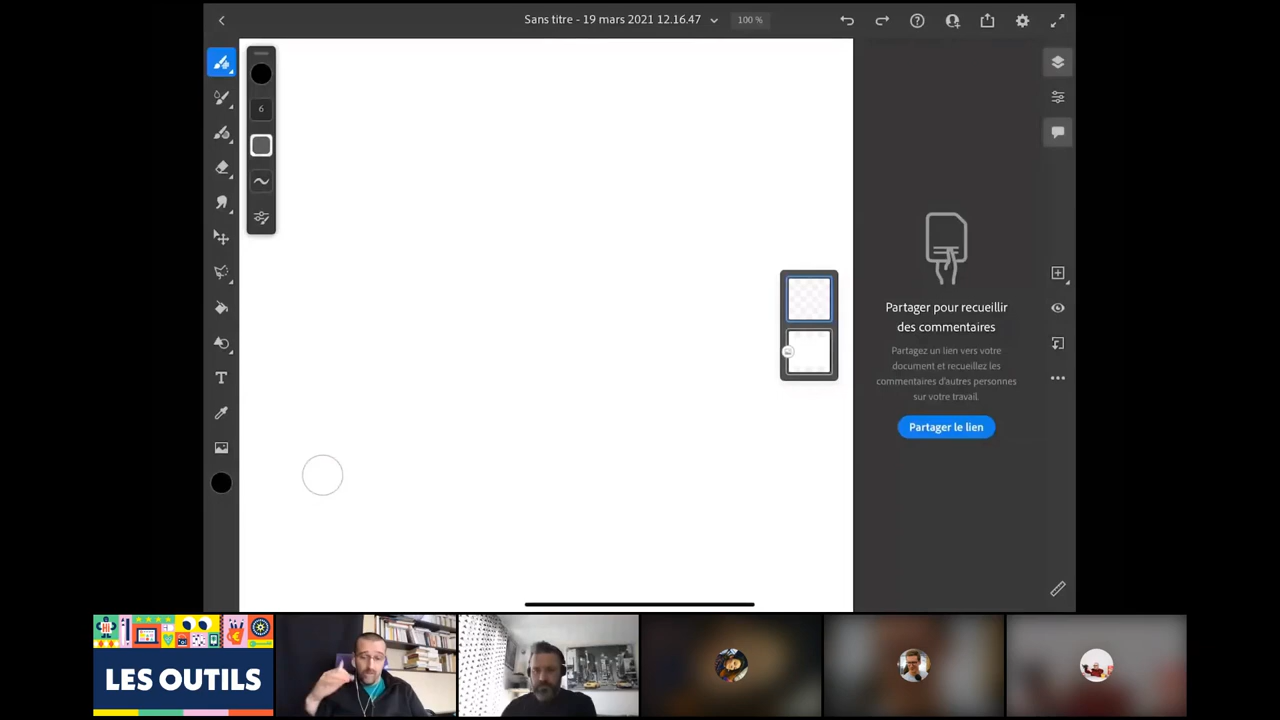 Sans titre - 19 mars 2021 12.16.47
100 %
6
Partager pour recueillir
des commentaires
Partagez un lien vers votre
document et recueillez les
commentaires d'autres personnes
sur votre travail.
Partager le lien
T
LES OUTILS